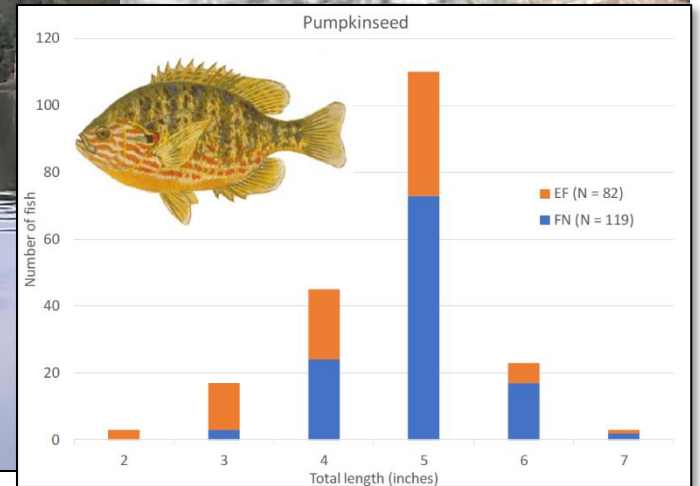 Pumpkinseed
120
100
80
60
40
20
0
Number of fish
EF (N = 82)
FN (N = 119)
2 3 4 5 6 7
Total length (inches)